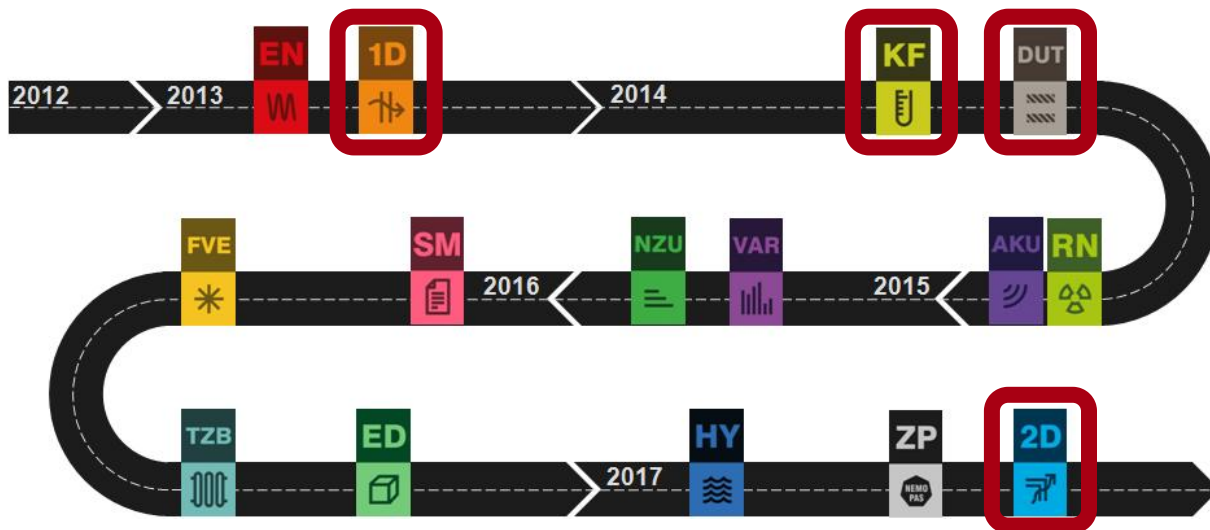 EN 1D KF DUT
2012 2013 2014
FVE SM NZU VAR AKU RN
2016 2015
TZB ED HY ZP 2D
2017
NEMO
PAS